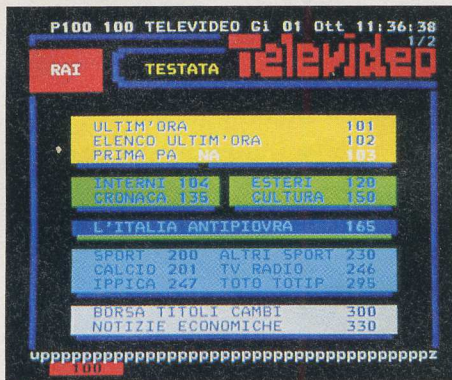 P100 100 TELEVIDEO Gi 01 Ott 11:36:38
1/2
RAI TESTATA Televideo
ULTIM'ORA 101
ELENCO ULTIM'ORA 102
PRIMA PA NA 103
INTERNI 104 ESTERI 120
CRONACA 135 CULTURA 150
L'ITALIA ANTIPIOVRA 165
SPORT 200 ALTRI SPORT 230
CALCIO 201 TV RADIO 246
IPPICA 247 TOTO TOTIP 295
BORSA TITOLI CAMBI 300
NOTIZIE ECONOMICHE 330
upppppppppppppppppppppppppppppppppppppppz
100